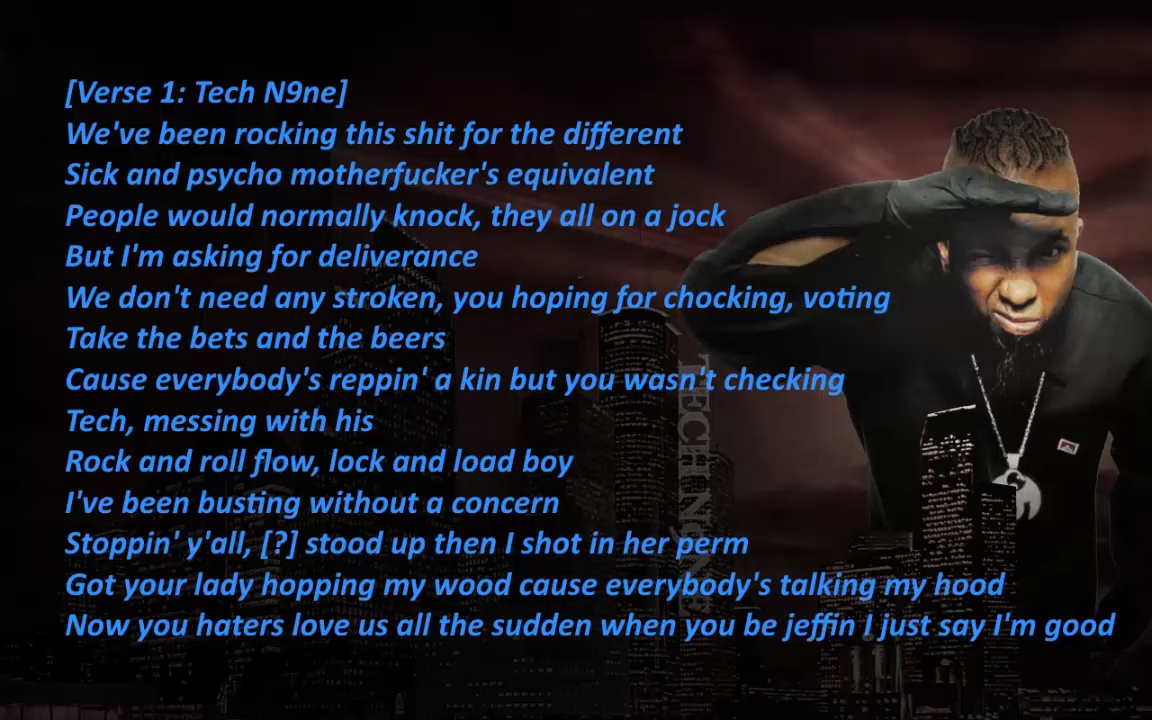 [Verse 1: Tech N9ne]
We've been rocking this shit for the different
Sick and psycho motherfucker's equivalent
People would normally knock, they all on a jock
But I'm asking for deliverance
We don't need any stroken, you hoping for chocking, voting
Take the bets and the beers
Cause everybody's reppin' a kin but you wasn't checking
Tech, messing with his
Rock and roll flow, lock and load boy
I've been busting without a concern
Stoppin' y'all, [?] stood up then I shot in her perm
Got your lady hopping my wood cause everybody's talking my hood
Now you haters love us all the sudden when you be jeffin I just say I'm good
TECH N9NE